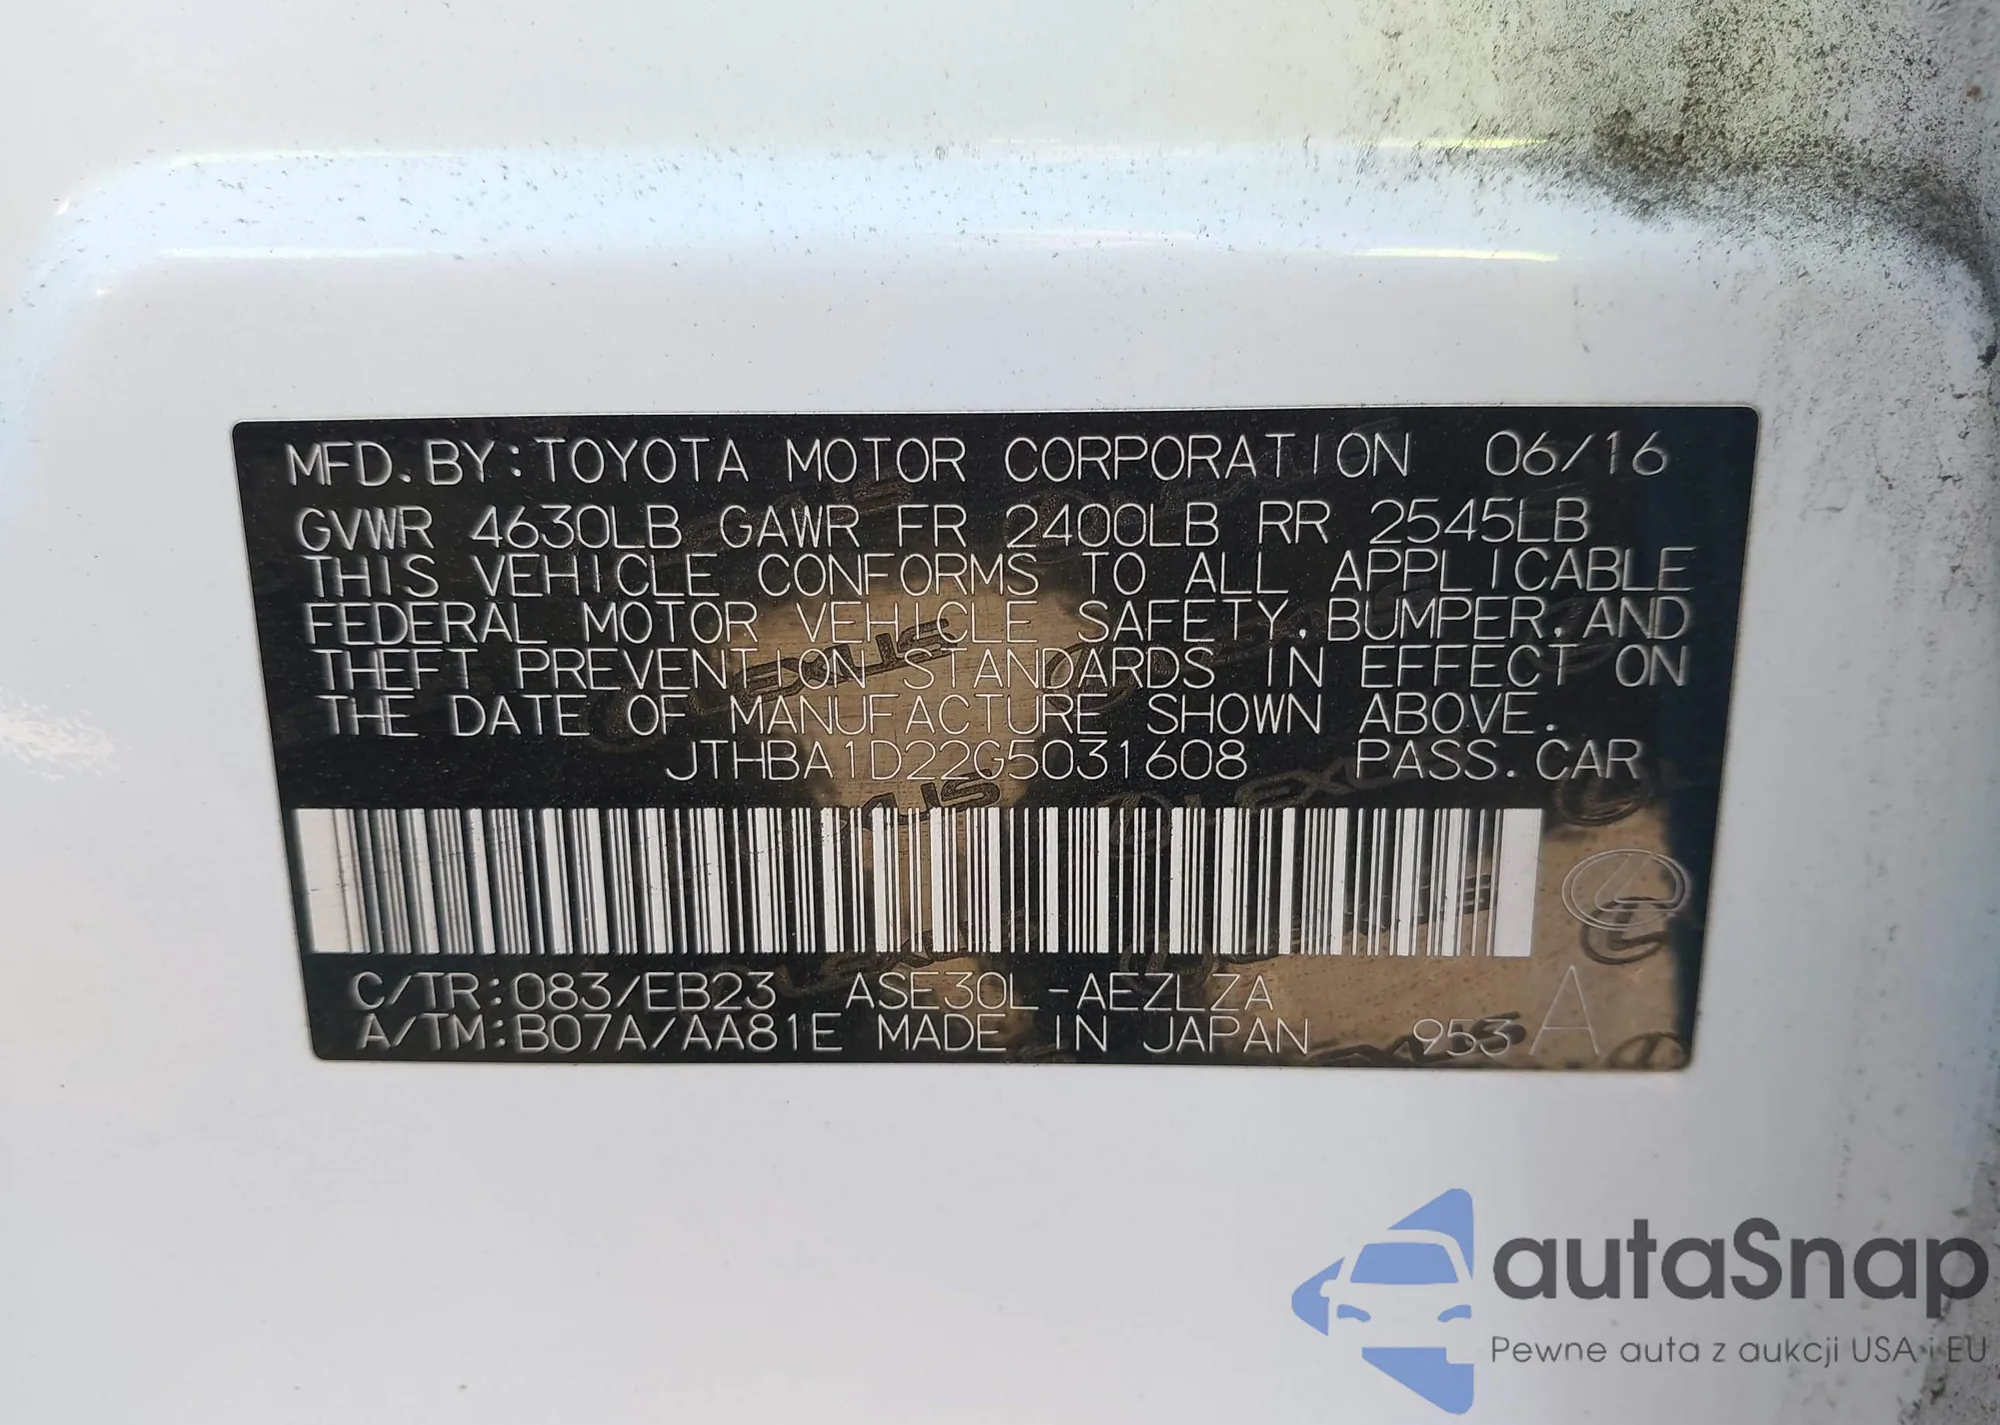 MFD.BY:TOYOTA MOTOR CORPORATION 06/16
GVWR 4630LB GAWR FR 2400LB RR 2545LB
THIS VEHICLE CONFORMS TO ALL APPLICABLE
FEDERAL MOTOR VEHICLE SAFETY,BUMPER,AND
THEFT PREVENTION STANDARDS IN EFFECT ON
THE DATE OF MANUFACTURE SHOWN ABOVE.
JTHBA1D22G5031608 PASS.CAR
C/TR:083/EB23 ASE30L-AEZLZA
A/TM:B07A/AA81E MADE IN JAPAN 953 A
autaSnap
Pewne auta z aukcji USA i EU